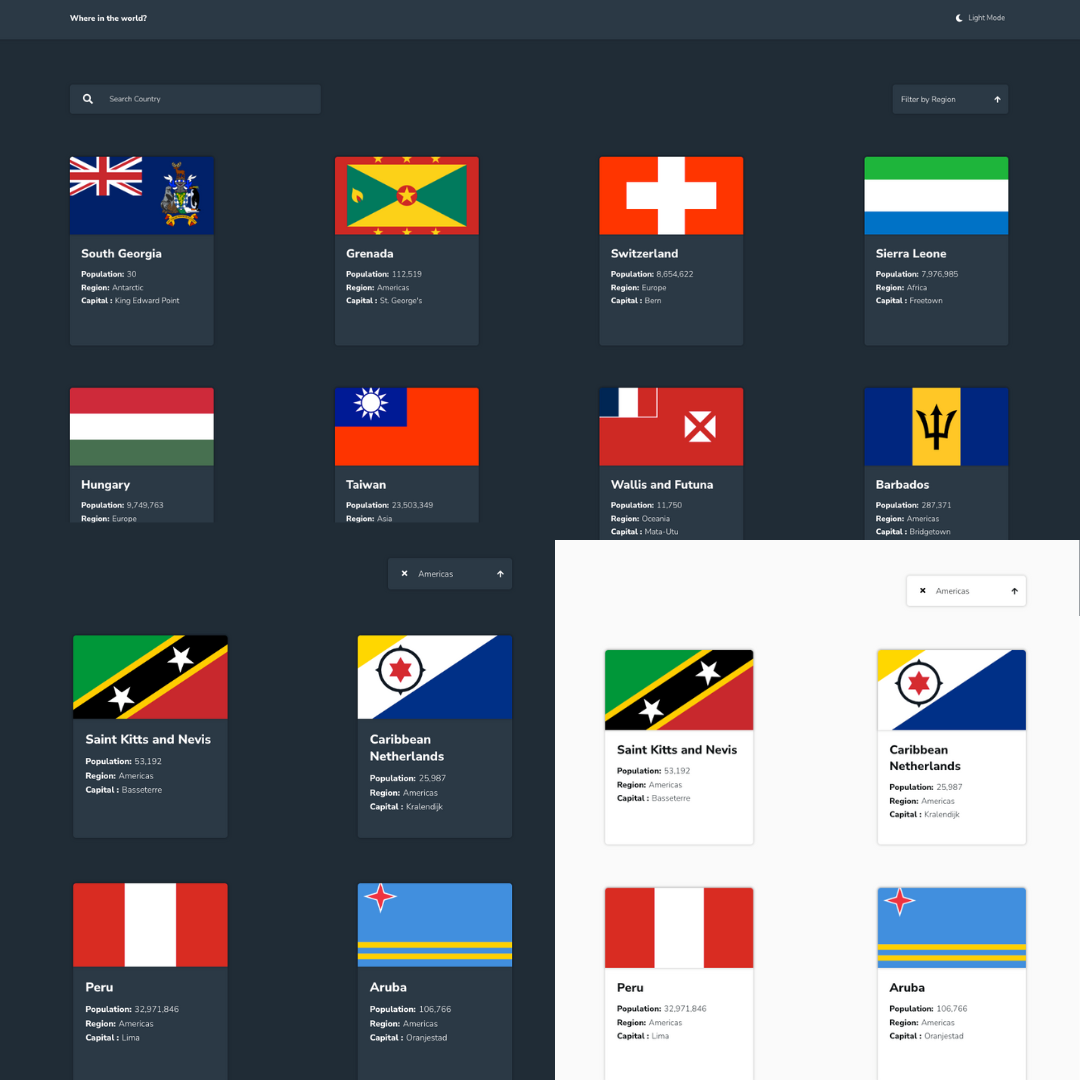 Where in the world?
Light Mode
Search Country
Filter by Region
South Georgia
Population: 30
Region: Antarctic
Capital : King Edward Point
Grenada
Population: 112,519
Region: Americas
Capital : St. George's
Switzerland
Population: 8,654,622
Region: Europe
Capital : Bern
Sierra Leone
Population: 7,976,985
Region: Africa
Capital : Freetown
Hungary
Population: 9,749,763
Region: Europe
Taiwan
Population: 23,503,349
Region: Asia
Wallis and Futuna
Population: 11,750
Region: Oceania
Capital : Mata-Utu
Barbados
Population: 287,371
Region: Americas
Capital : Bridgetown
Americas
Saint Kitts and Nevis
Population: 53,192
Region: Americas
Capital : Basseterre
Caribbean
Netherlands
Population: 25,987
Region: Americas
Capital : Kralendijk
Peru
Population: 32,971,846
Region: Americas
Capital : Lima
Aruba
Population: 106,766
Region: Americas
Capital : Oranjestad
Americas
Saint Kitts and Nevis
Population: 53,192
Region: Americas
Capital : Basseterre
Caribbean
Netherlands
Population: 25,987
Region: Americas
Capital : Kralendijk
Peru
Population: 32,971,846
Region: Americas
Capital : Lima
Aruba
Population: 106,766
Region: Americas
Capital : Oranjestad